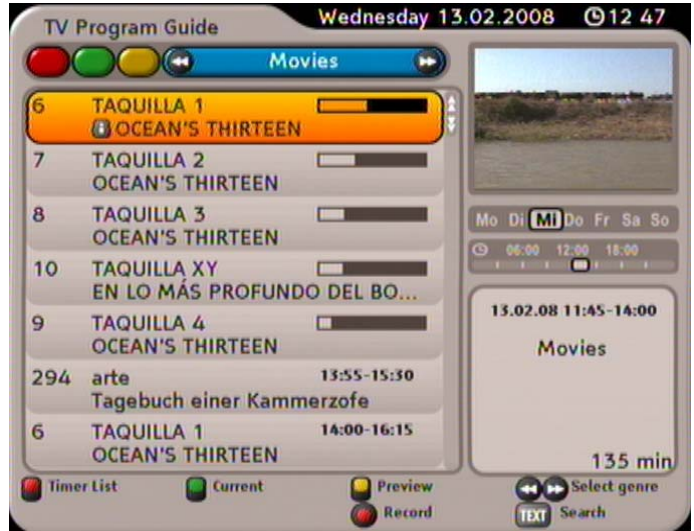 TV Program Guide
Wednesday 13.02.2008 12 47
Movies
6 TAQUILLA 1
OCEAN'S THIRTEEN
7 TAQUILLA 2
OCEAN'S THIRTEEN
8 TAQUILLA 3
OCEAN'S THIRTEEN
10 TAQUILLA XY
EN LO MÁS PROFUNDO DEL BO...
9 TAQUILLA 4
OCEAN'S THIRTEEN
294 arte 13:55-15:30
Tagebuch einer Kammerzofe
6 TAQUILLA 1 14:00-16:15
OCEAN'S THIRTEEN
Mo Di Mi Do Fr Sa So
06:00 12:00 18:00
13.02.08 11:45-14:00
Movies
135 min
Timer List Current Preview Select genre
Record TEXT Search